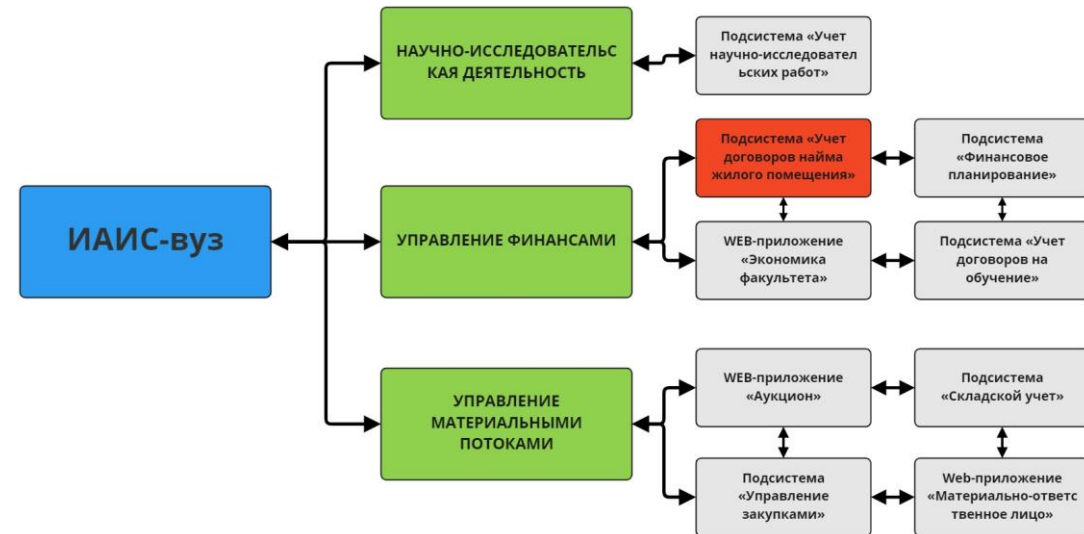 НАУЧНО-ИССЛЕДОВАТЕЛЬС
КАЯ ДЕЯТЕЛЬНОСТЬ
Подсистема «Учет
научно-исследовател
ьских работ»
ИАИС-вуз
УПРАВЛЕНИЕ ФИНАНСАМИ
Подсистема «Учет
договоров найма
жилого помещения»
Подсистема
«Финансовое
планирование»
WEB-приложение
«Экономика
факультета»
Подсистема «Учет
договоров на
обучение»
УПРАВЛЕНИЕ
МАТЕРИАЛЬНЫМИ
ПОТОКАМИ
WEB-приложение
«Аукцион»
Подсистема
«Складской учет»
Подсистема
«Управление
закупками»
Web-приложение
«Материально-ответс
твенное лицо»